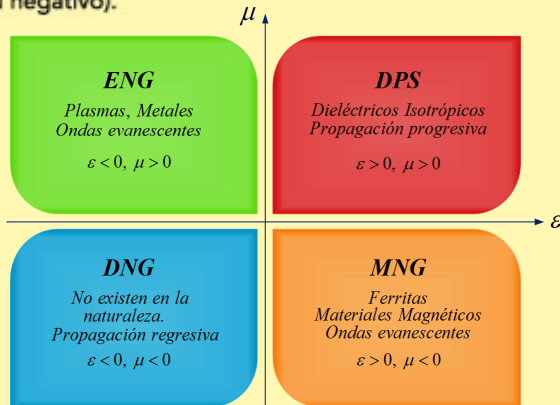 negativo).
μ
ENG
Plasmas, Metales
Ondas evanescentes
ε < 0, μ > 0
DPS
Dieléctricos Isotrópicos
Propagación progresiva
ε > 0, μ > 0
ε
DNG
No existen en la
naturaleza.
Propagación regresiva
ε < 0, μ < 0
MNG
Ferritas
Materiales Magnéticos
Ondas evanescentes
ε > 0, μ < 0